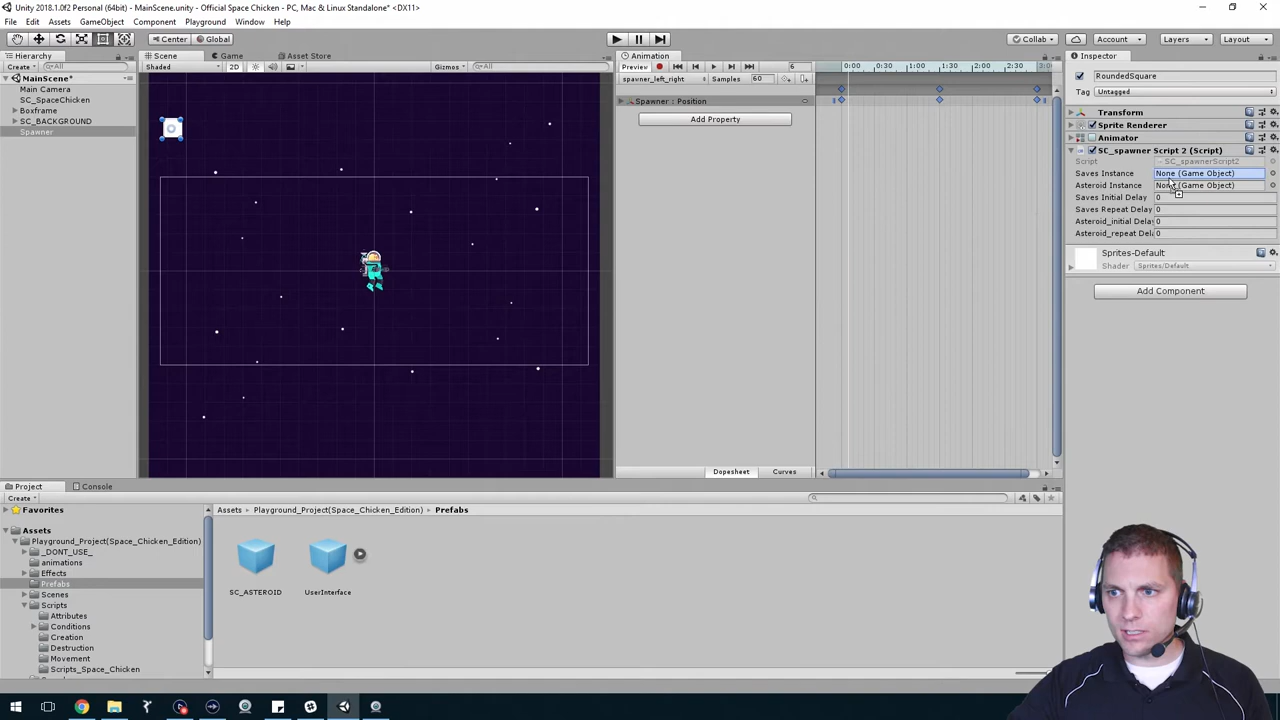 Unity 2018.1.0f2 Personal (64bit) - MainScene.unity - Official Space Chicken - PC, Mac & Linux Standalone* <DX11>
File Edit Assets GameObject Component Playground Window Help
Center Global Collab Account Layers Layout
Hierarchy
Create All
MainScene*
Main Camera
SC_SpaceChicken
Boxframe
SC_BACKGROUND
Spawner
Scene Game Asset Store
Shaded 2D Gizmos All
Animation
Preview 6 0:00 0:30 1:00 1:30 2:00 2:30 3:0
spawner_left_right Samples 60
Spawner : Position
Add Property
Dopesheet Curves
Inspector
RoundedSquare
Tag Untagged
Transform
Sprite Renderer
Animator
SC_spawner Script 2 (Script)
Script SC_spawnerScript2
Saves Instance None (Game Object)
Asteroid Instance None (Game Object)
Saves Initial Delay 0
Saves Repeat Delay 0
Asteroid_initial Delay 0
Asteroid_repeat Dela 0
Sprites-Default
Shader Sprites/Default
Add Component
Project Console
Create
Favorites
Assets
Playground_Project(Space_Chicken_Edition)
_DONT_USE_
animations
Effects
Prefabs
Scenes
Scripts
Attributes
Conditions
Creation
Destruction
Movement
Scripts_Space_Chicken
Assets Playground_Project(Space_Chicken_Edition) Prefabs
SC_ASTEROID UserInterface